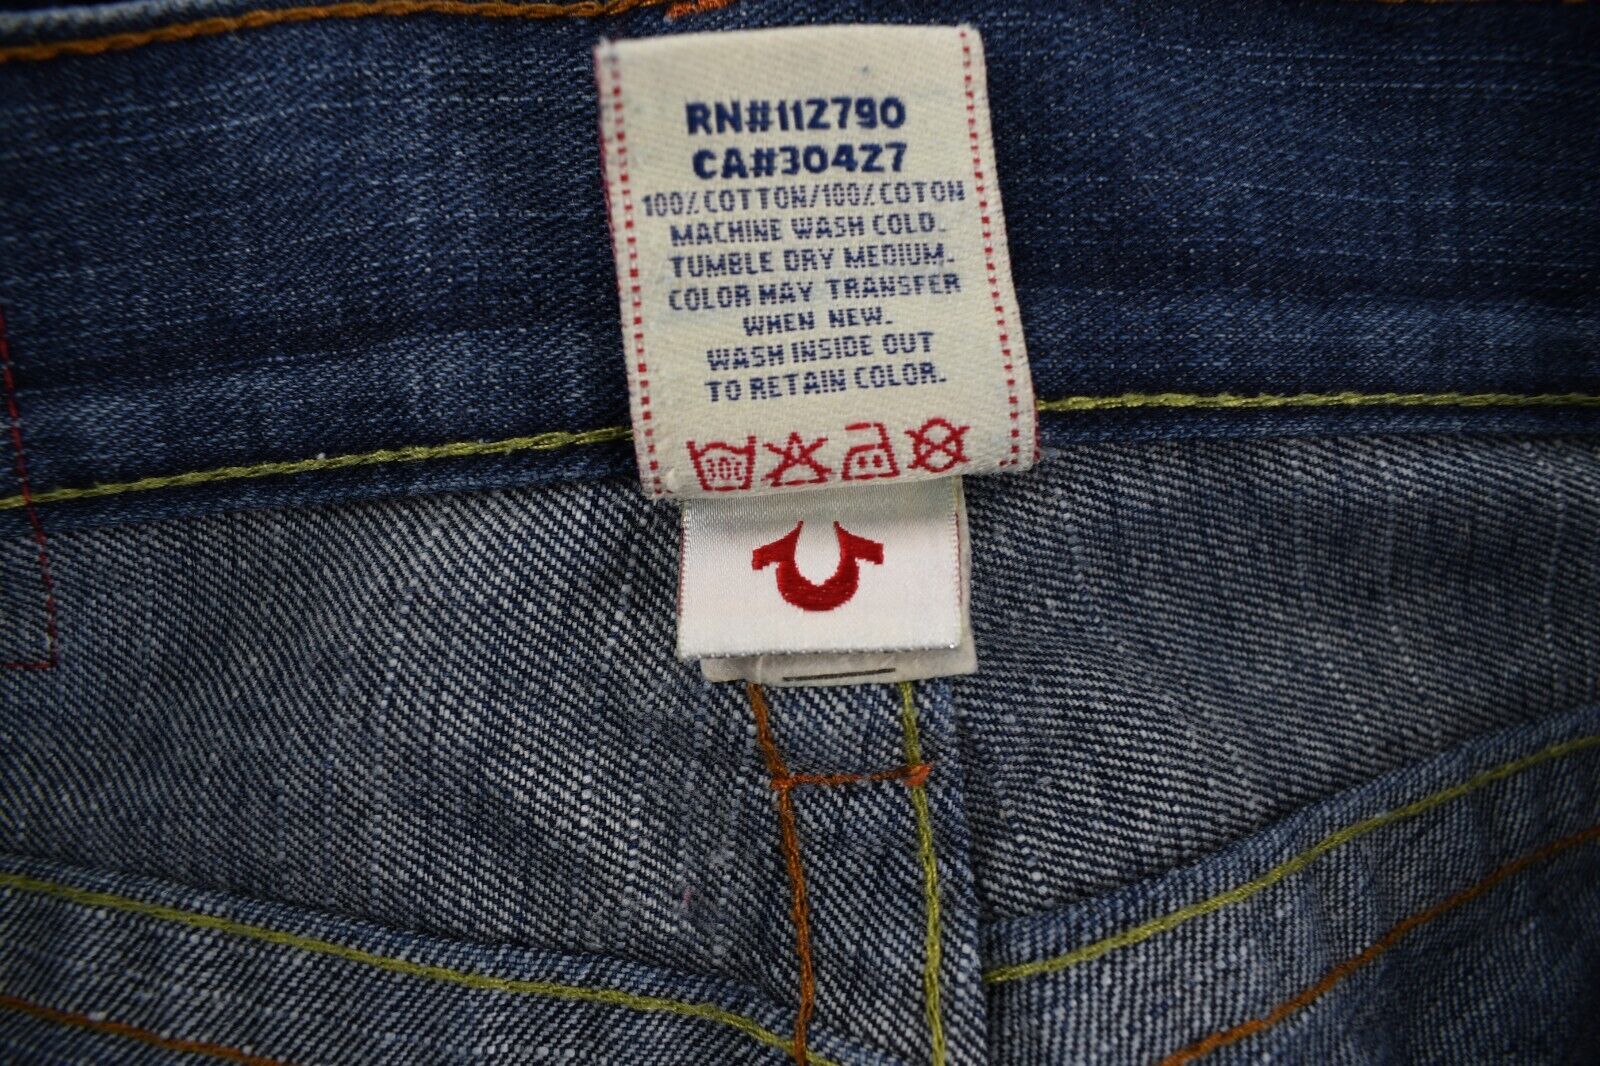 RN#112790
CA#30427
100% COTTON/100% COTON
MACHINE WASH COLD.
TUMBLE DRY MEDIUM.
COLOR MAY TRANSFER
WHEN NEW.
WASH INSIDE OUT
TO RETAIN COLOR.
30c